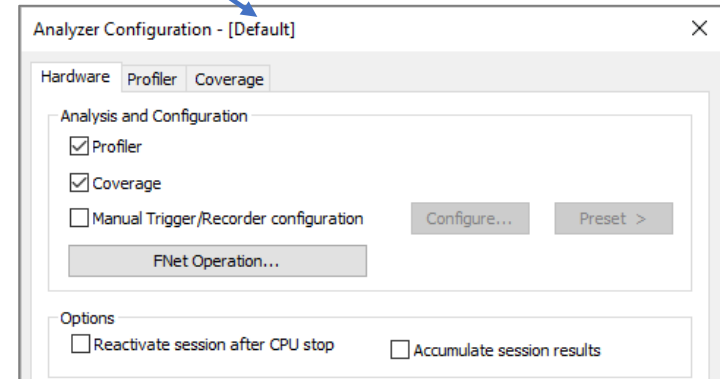 Analyzer Configuration - [Default]
Hardware Profiler Coverage
Analysis and Configuration
Profiler
Coverage
Manual Trigger/Recorder configuration Configure... Preset >
FNet Operation...
Options
Reactivate session after CPU stop Accumulate session results